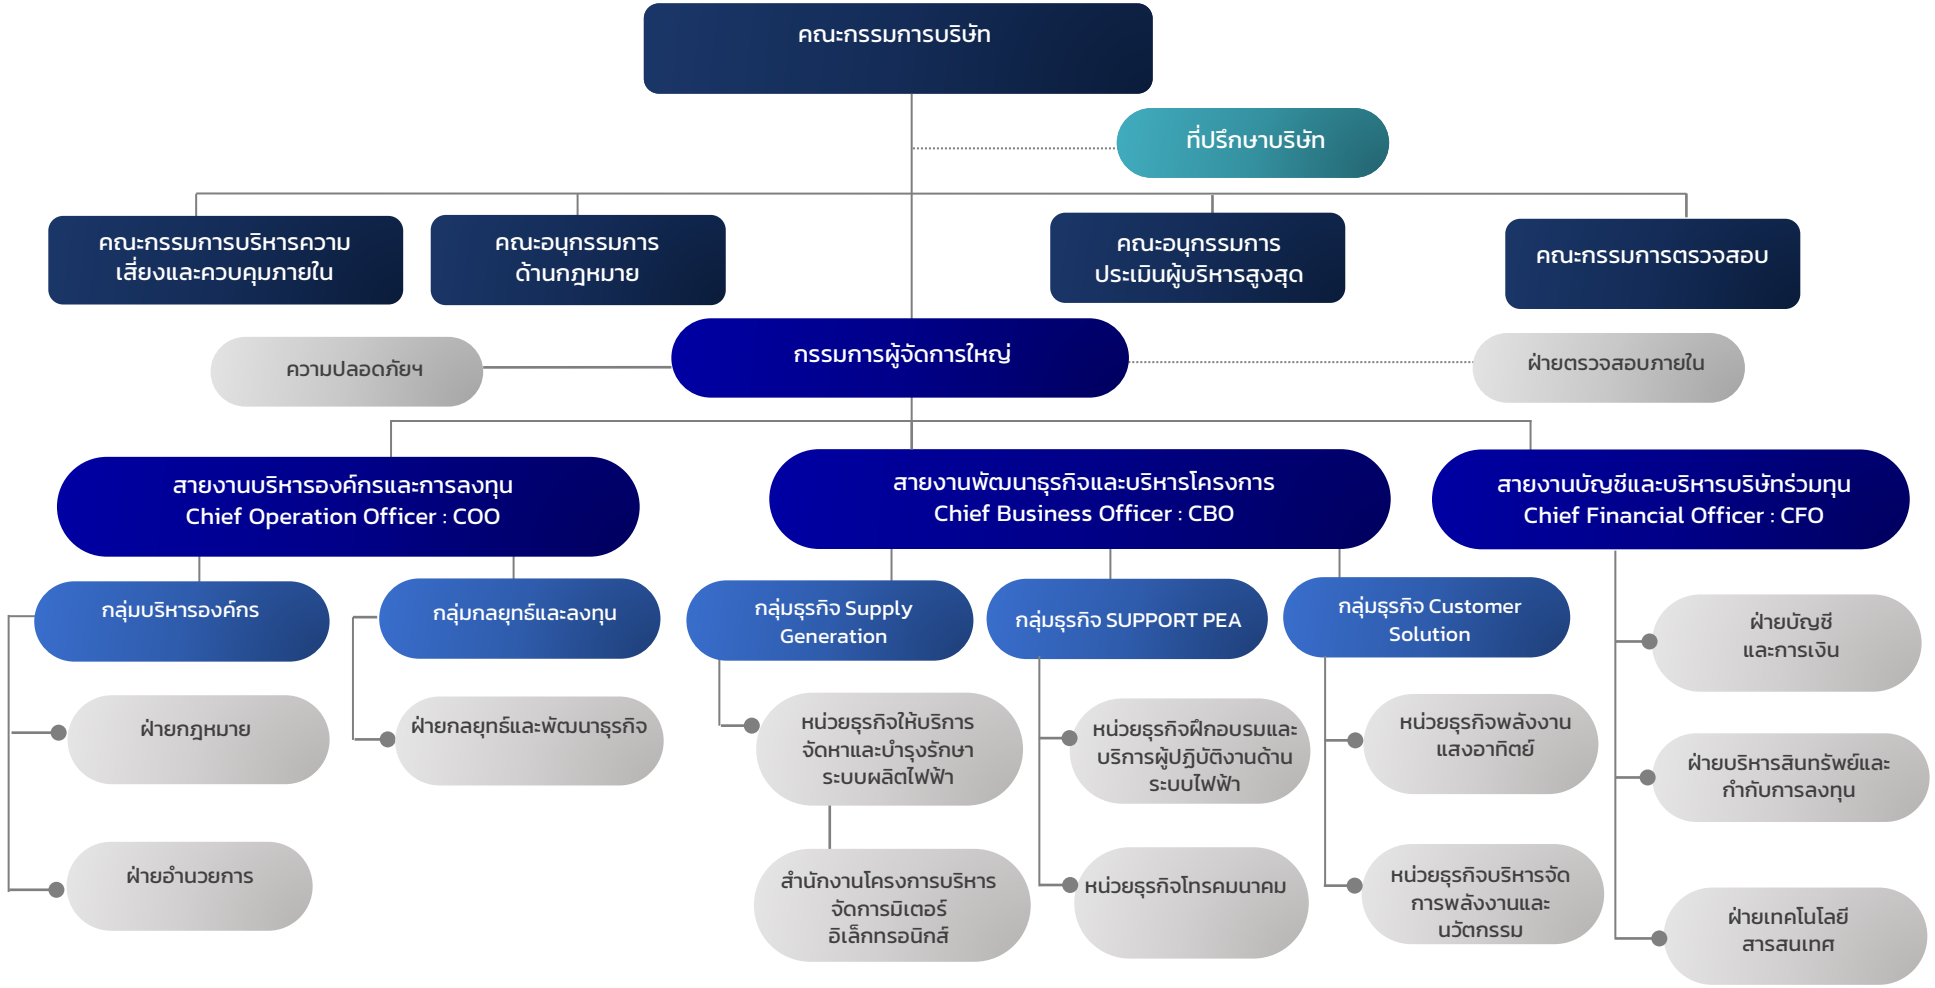 คณะกรรมการบริษัท
ที่ปรึกษาบริษัท
คณะกรรมการบริหารความ
เสี่ยงและควบคุมภายใน
คณะอนุกรรมการ
ด้านกฎหมาย
คณะอนุกรรมการ
ประเมินผู้บริหารสูงสุด
คณะกรรมการตรวจสอบ
ความปลอดภัยฯ
กรรมการผู้จัดการใหญ่
ฝ่ายตรวจสอบภายใน
สายงานบริหารองค์กรและการลงทุน
Chief Operation Officer : COO
สายงานพัฒนาธุรกิจและบริหารโครงการ
Chief Business Officer : CBO
สายงานบัญชีและบริหารบริษัทร่วมทุน
Chief Financial Officer : CFO
กลุ่มบริหารองค์กร
กลุ่มกลยุทธ์และลงทุน
กลุ่มธุรกิจ Supply
Generation
กลุ่มธุรกิจ SUPPORT PEA
กลุ่มธุรกิจ Customer
Solution
ฝ่ายบัญชี
และการเงิน
ฝ่ายกฎหมาย
ฝ่ายกลยุทธ์และพัฒนาธุรกิจ
หน่วยธุรกิจให้บริการ
จัดหาและบำรุงรักษา
ระบบผลิตไฟฟ้า
หน่วยธุรกิจฝึกอบรมและ
บริการผู้ปฏิบัติงานด้าน
ระบบไฟฟ้า
หน่วยธุรกิจพลังงาน
แสงอาทิตย์
ฝ่ายบริหารสินทรัพย์และ
กำกับการลงทุน
ฝ่ายอำนวยการ
สำนักงานโครงการบริหาร
จัดการมิเตอร์
อิเล็กทรอนิกส์
หน่วยธุรกิจโทรคมนาคม
หน่วยธุรกิจบริหารจัด
การพลังงานและ
นวัตกรรม
ฝ่ายเทคโนโลยี
สารสนเทศ